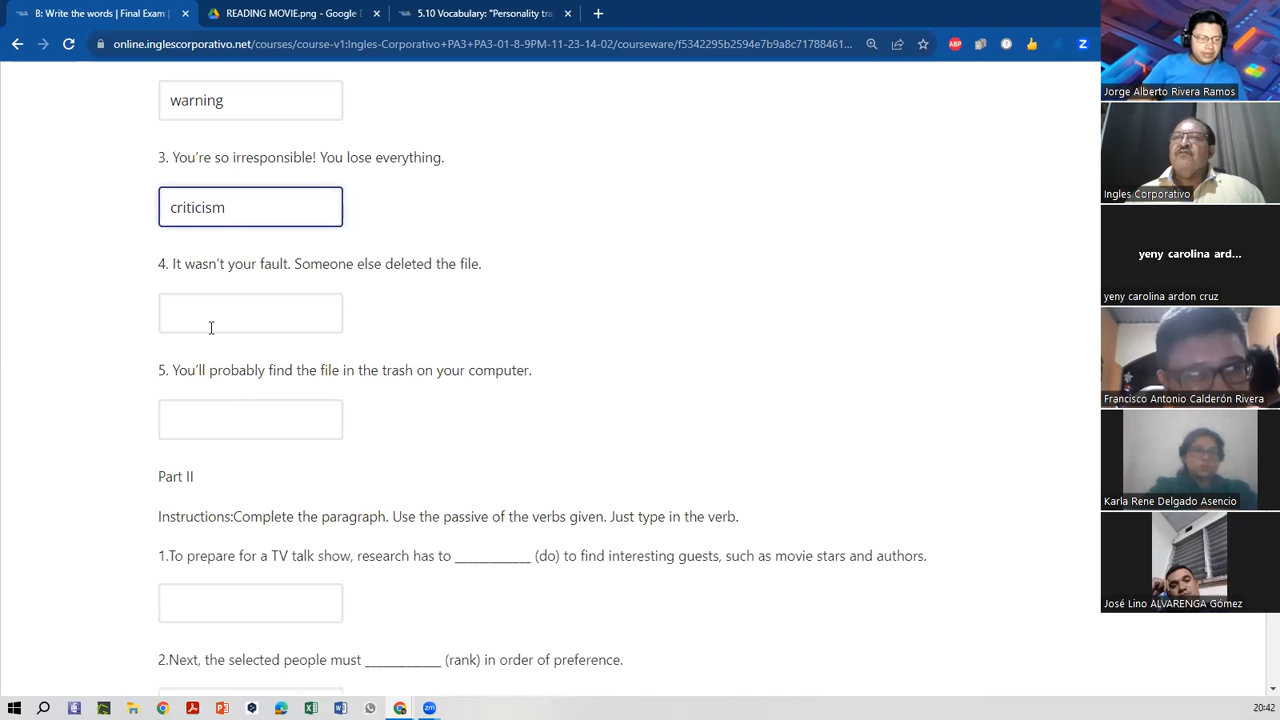 B: Write the words | Final Exam
READING MOVIE.png - Google
5.10 Vocabulary: "Personality tra
online.inglescorporativo.net/courses/course-v1:Ingles-Corporativo+PA3+PA3-01-8-9PM-11-23-14-02/courseware/f5342295b2594e7b9a8c71788461...
ABP
Z
warning
3. You're so irresponsible! You lose everything.
criticism
4. It wasn't your fault. Someone else deleted the file.
5. You'll probably find the file in the trash on your computer.
Part II
Instructions:Complete the paragraph. Use the passive of the verbs given. Just type in the verb.
1.To prepare for a TV talk show, research has to ____________ (do) to find interesting guests, such as movie stars and authors.
2.Next, the selected people must ____________ (rank) in order of preference.
Jorge Alberto Rivera Ramos
Ingles Corporativo
yeny carolina ard...
yeny carolina ardon cruz
Francisco Antonio Calderón Rivera
Karla Rene Delgado Asencio
José Lino ALVARENGA Gómez
20:42